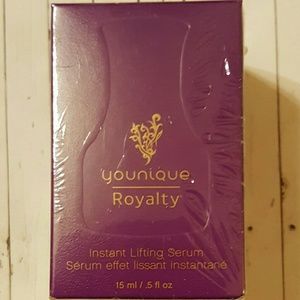 younique
Royalty
Instant Lifting Serum
Sérum effet lissant instantané
15 ml / .5 fl oz